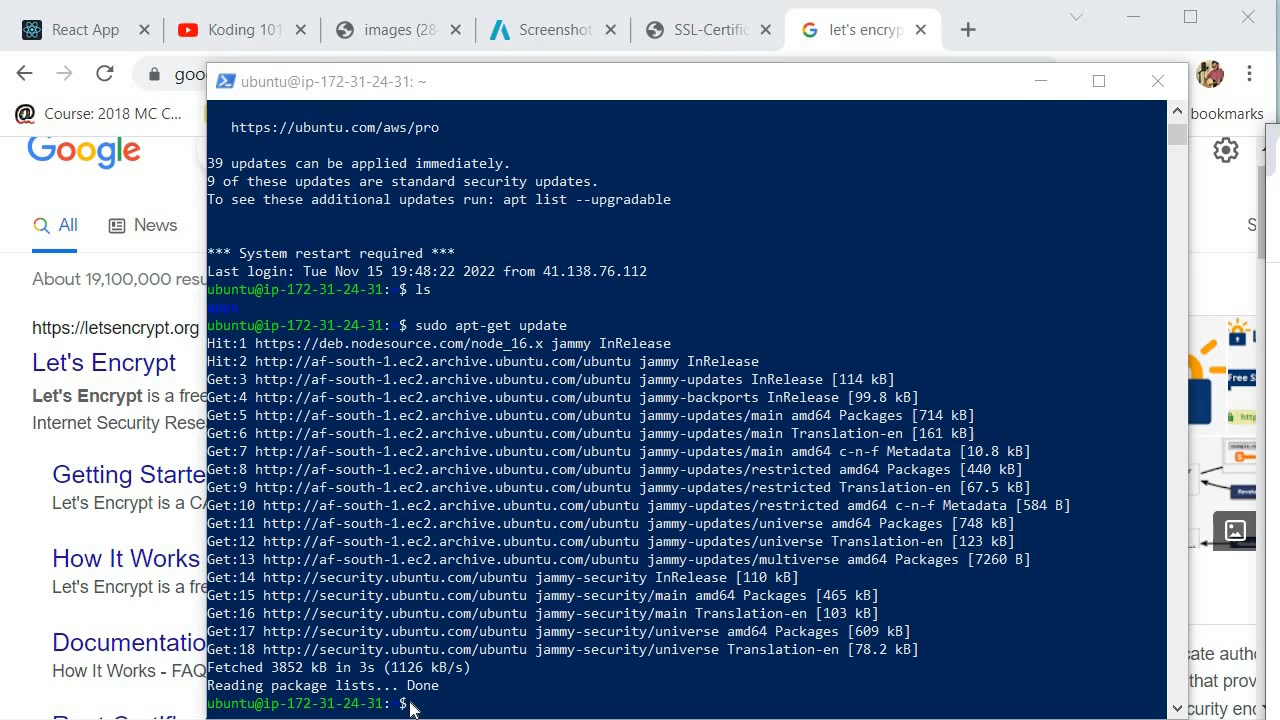 React App
Koding 101
images (28
Screenshot
SSL-Certific
let's encryp
goo
ubuntu@ip-172-31-24-31: ~
Course: 2018 MC C...
bookmarks
Google
All
News
About 19,100,000 resu
https://letsencrypt.org
Let's Encrypt
Let's Encrypt is a free
Internet Security Rese
Getting Starte
Let's Encrypt is a CA
How It Works
Let's Encrypt is a fre
Documentatio
How It Works - FAQ
https://ubuntu.com/aws/pro
39 updates can be applied immediately.
9 of these updates are standard security updates.
To see these additional updates run: apt list --upgradable
*** System restart required ***
Last login: Tue Nov 15 19:48:22 2022 from 41.138.76.112
ubuntu@ip-172-31-24-31:~$ ls
apps
ubuntu@ip-172-31-24-31:~$ sudo apt-get update
Hit:1 https://deb.nodesource.com/node_16.x jammy InRelease
Hit:2 http://af-south-1.ec2.archive.ubuntu.com/ubuntu jammy InRelease
Get:3 http://af-south-1.ec2.archive.ubuntu.com/ubuntu jammy-updates InRelease [114 kB]
Get:4 http://af-south-1.ec2.archive.ubuntu.com/ubuntu jammy-backports InRelease [99.8 kB]
Get:5 http://af-south-1.ec2.archive.ubuntu.com/ubuntu jammy-updates/main amd64 Packages [714 kB]
Get:6 http://af-south-1.ec2.archive.ubuntu.com/ubuntu jammy-updates/main Translation-en [161 kB]
Get:7 http://af-south-1.ec2.archive.ubuntu.com/ubuntu jammy-updates/main amd64 c-n-f Metadata [10.8 kB]
Get:8 http://af-south-1.ec2.archive.ubuntu.com/ubuntu jammy-updates/restricted amd64 Packages [440 kB]
Get:9 http://af-south-1.ec2.archive.ubuntu.com/ubuntu jammy-updates/restricted Translation-en [67.5 kB]
Get:10 http://af-south-1.ec2.archive.ubuntu.com/ubuntu jammy-updates/restricted amd64 c-n-f Metadata [584 B]
Get:11 http://af-south-1.ec2.archive.ubuntu.com/ubuntu jammy-updates/universe amd64 Packages [748 kB]
Get:12 http://af-south-1.ec2.archive.ubuntu.com/ubuntu jammy-updates/universe Translation-en [123 kB]
Get:13 http://af-south-1.ec2.archive.ubuntu.com/ubuntu jammy-updates/multiverse amd64 Packages [7260 B]
Get:14 http://security.ubuntu.com/ubuntu jammy-security InRelease [110 kB]
Get:15 http://security.ubuntu.com/ubuntu jammy-security/main amd64 Packages [465 kB]
Get:16 http://security.ubuntu.com/ubuntu jammy-security/main Translation-en [103 kB]
Get:17 http://security.ubuntu.com/ubuntu jammy-security/universe amd64 Packages [609 kB]
Get:18 http://security.ubuntu.com/ubuntu jammy-security/universe Translation-en [78.2 kB]
Fetched 3852 kB in 3s (1126 kB/s)
Reading package lists... Done
ubuntu@ip-172-31-24-31: $
cate autho
that provi
curity enc